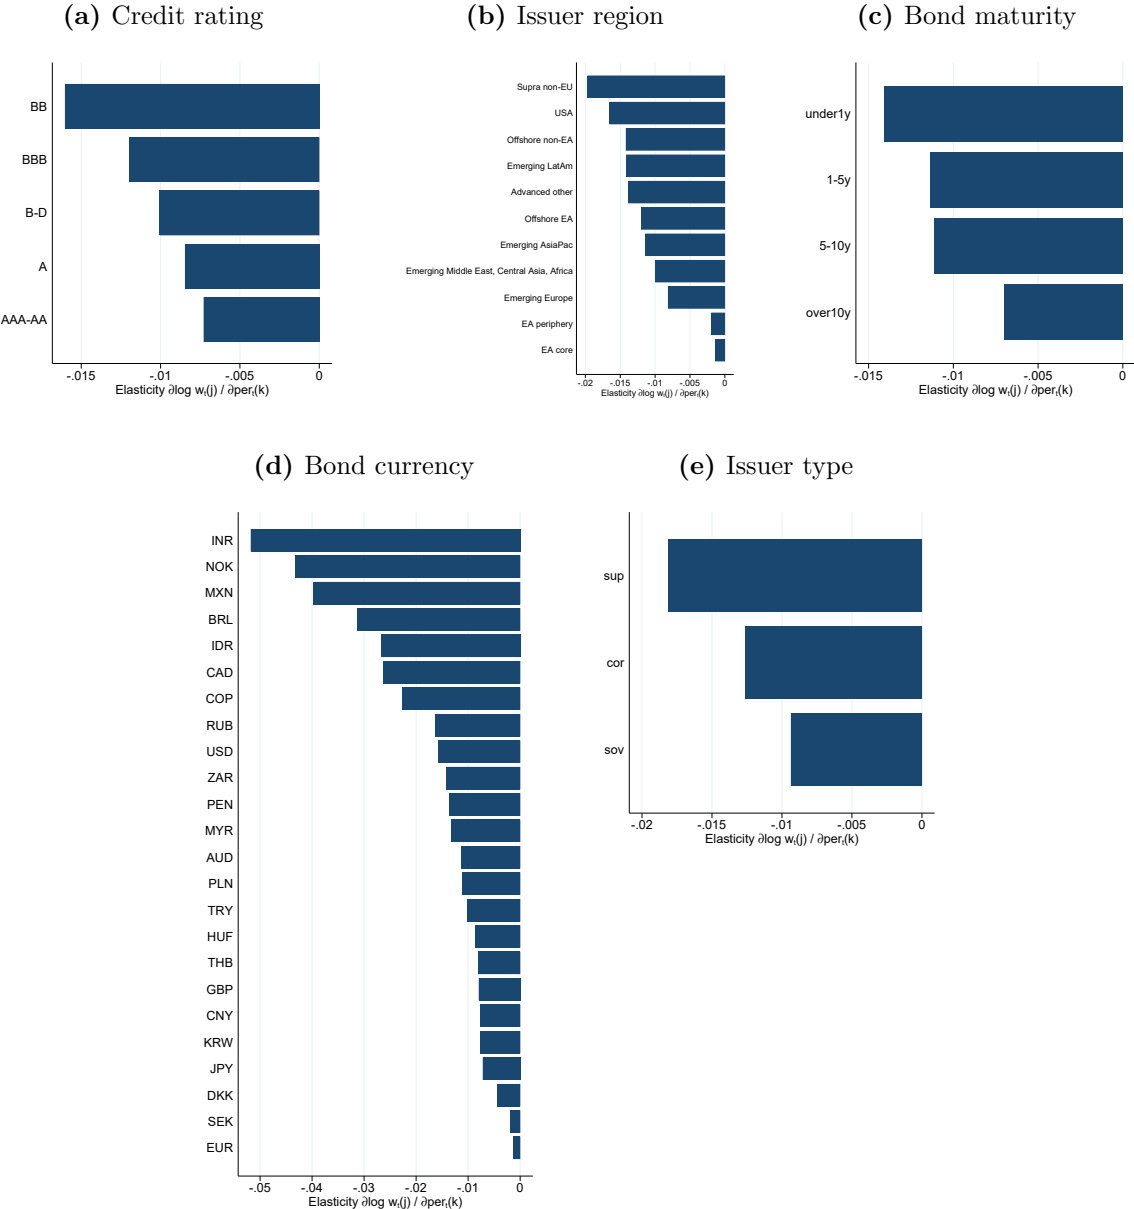 (a) Credit rating
BB
BBB
B-D
A
AAA-AA
-.015 -.01 -.005 0
Elasticity ∂log wₜ(j) / ∂perₜ(k)
(b) Issuer region
Supra non-EU
USA
Offshore non-EA
Emerging LatAm
Advanced other
Offshore EA
Emerging AsiaPac
Emerging Middle East, Central Asia, Africa
Emerging Europe
EA periphery
EA core
-.02 -.015 -.01 -.005 0
Elasticity ∂log wₜ(j) / ∂perₜ(k)
(c) Bond maturity
under1y
1-5y
5-10y
over10y
-.015 -.01 -.005 0
Elasticity ∂log wₜ(j) / ∂perₜ(k)
(d) Bond currency
INR
NOK
MXN
BRL
IDR
CAD
COP
RUB
USD
ZAR
PEN
MYR
AUD
PLN
TRY
HUF
THB
GBP
CNY
KRW
JPY
DKK
SEK
EUR
-.05 -.04 -.03 -.02 -.01 0
Elasticity ∂log wₜ(j) / ∂perₜ(k)
(e) Issuer type
sup
cor
sov
-.02 -.015 -.01 -.005 0
Elasticity ∂log wₜ(j) / ∂perₜ(k)